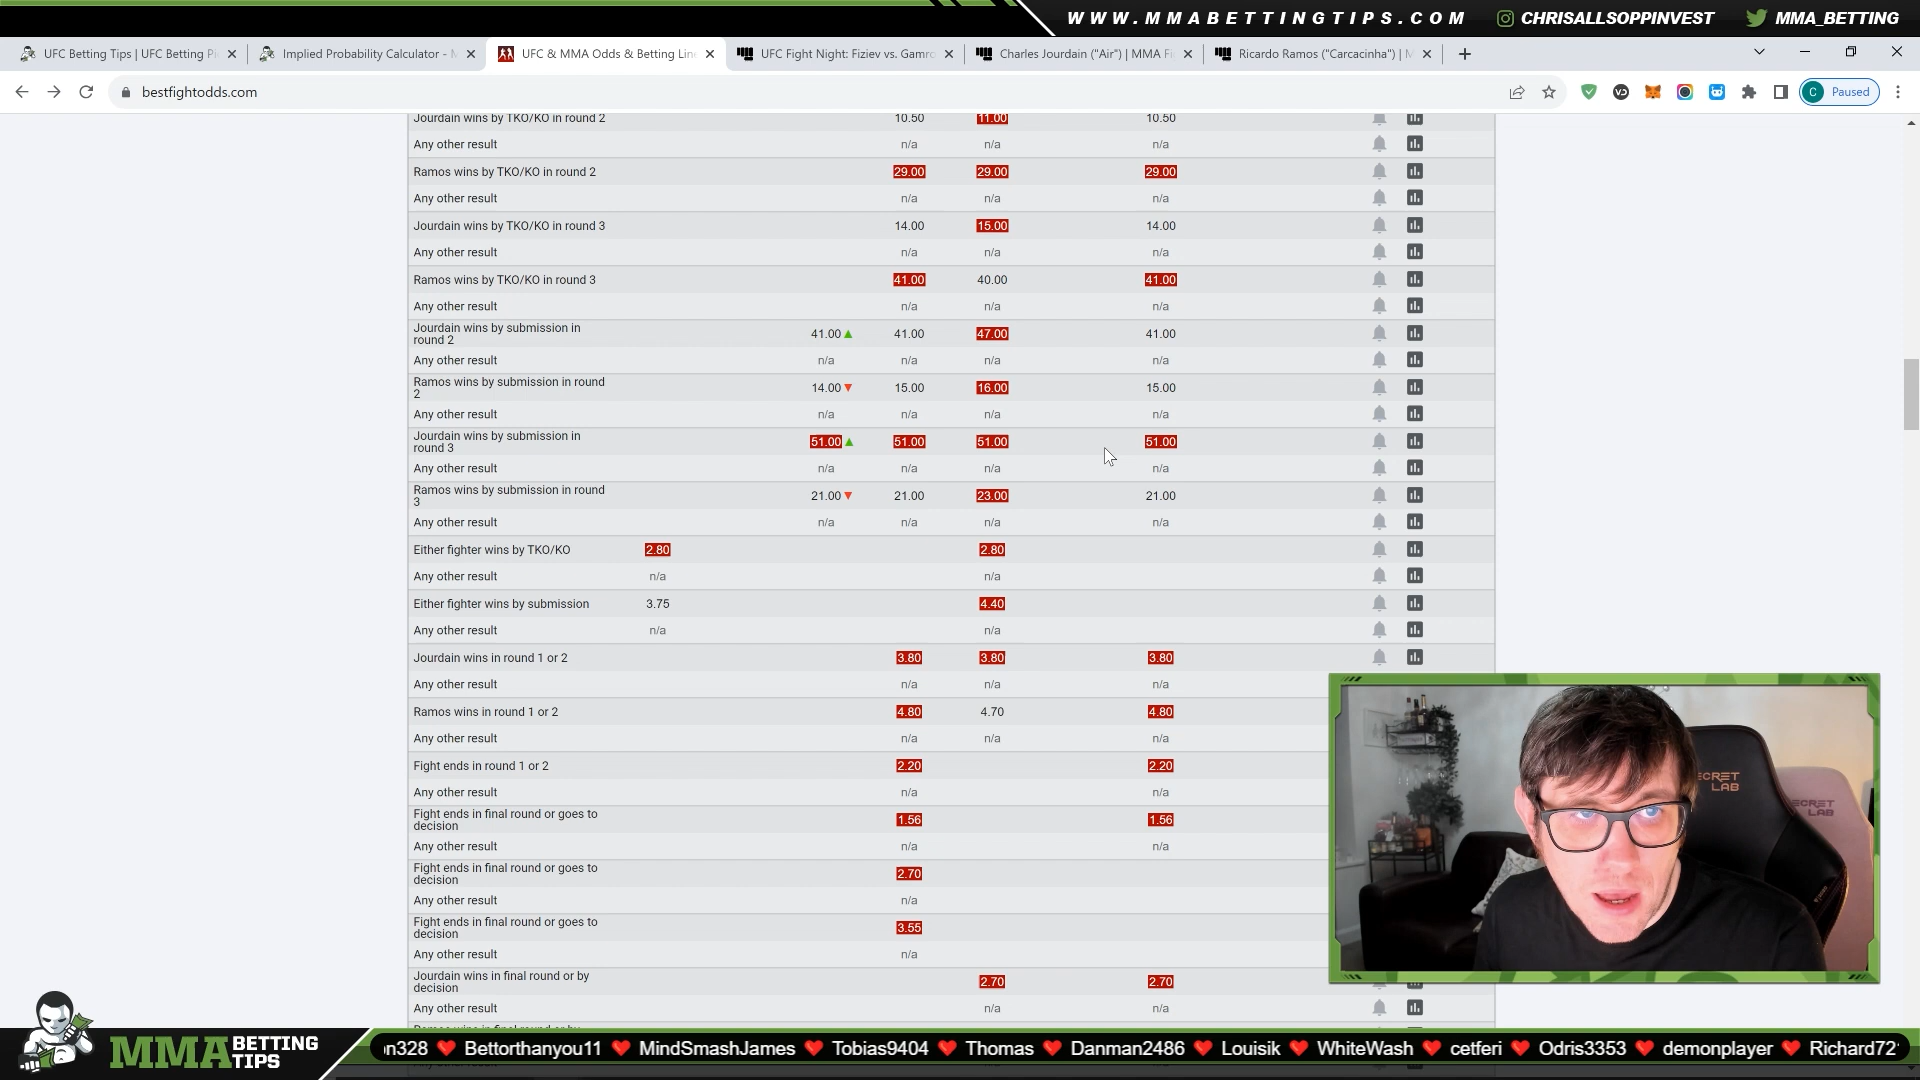 WWW.MMABETTINGTIPS.COM CHRISALLSOPPINVEST MMA_BETTING
UFC Betting Tips | UFC Betting Pi Implied Probability Calculator - M UFC & MMA Odds & Betting Line UFC Fight Night: Fiziev vs. Gamro Charles Jourdain ("Air") | MMA Fi Ricardo Ramos ("Carcacinha") | M
bestfightodds.com C Paused
Jourdain wins by TKO/KO in round 2 10.50 11.00 10.50
Any other result n/a n/a n/a
Ramos wins by TKO/KO in round 2 29.00 29.00 29.00
Any other result n/a n/a n/a
Jourdain wins by TKO/KO in round 3 14.00 15.00 14.00
Any other result n/a n/a n/a
Ramos wins by TKO/KO in round 3 41.00 40.00 41.00
Any other result n/a n/a n/a
Jourdain wins by submission in
round 2 41.00 ▲ 41.00 47.00 41.00
Any other result n/a n/a n/a n/a
Ramos wins by submission in round
2 14.00 ▼ 15.00 16.00 15.00
Any other result n/a n/a n/a n/a
Jourdain wins by submission in
round 3 51.00 ▲ 51.00 51.00 51.00
Any other result n/a n/a n/a n/a
Ramos wins by submission in round
3 21.00 ▼ 21.00 23.00 21.00
Any other result n/a n/a n/a n/a
Either fighter wins by TKO/KO 2.80 2.80
Any other result n/a n/a
Either fighter wins by submission 3.75 4.40
Any other result n/a n/a
Jourdain wins in round 1 or 2 3.80 3.80 3.80
Any other result n/a n/a n/a
Ramos wins in round 1 or 2 4.80 4.70 4.80
Any other result n/a n/a n/a
Fight ends in round 1 or 2 2.20 2.20
Any other result n/a n/a
Fight ends in final round or goes to
decision 1.56 1.56
Any other result n/a n/a
Fight ends in final round or goes to
decision 2.70
Any other result n/a
Fight ends in final round or goes to
decision 3.55
Any other result n/a
Jourdain wins in final round or by
decision 2.70 2.70
Any other result n/a n/a
SECRET
LAB
SECRET
LAB
MMA BETTING
TIPS
on328 ❤ Bettorthanyou11 ❤ MindSmashJames ❤ Tobias9404 ❤ Thomas ❤ Danman2486 ❤ Louisik ❤ WhiteWash ❤ cetferi ❤ Odris3353 ❤ demonplayer ❤ Richard72